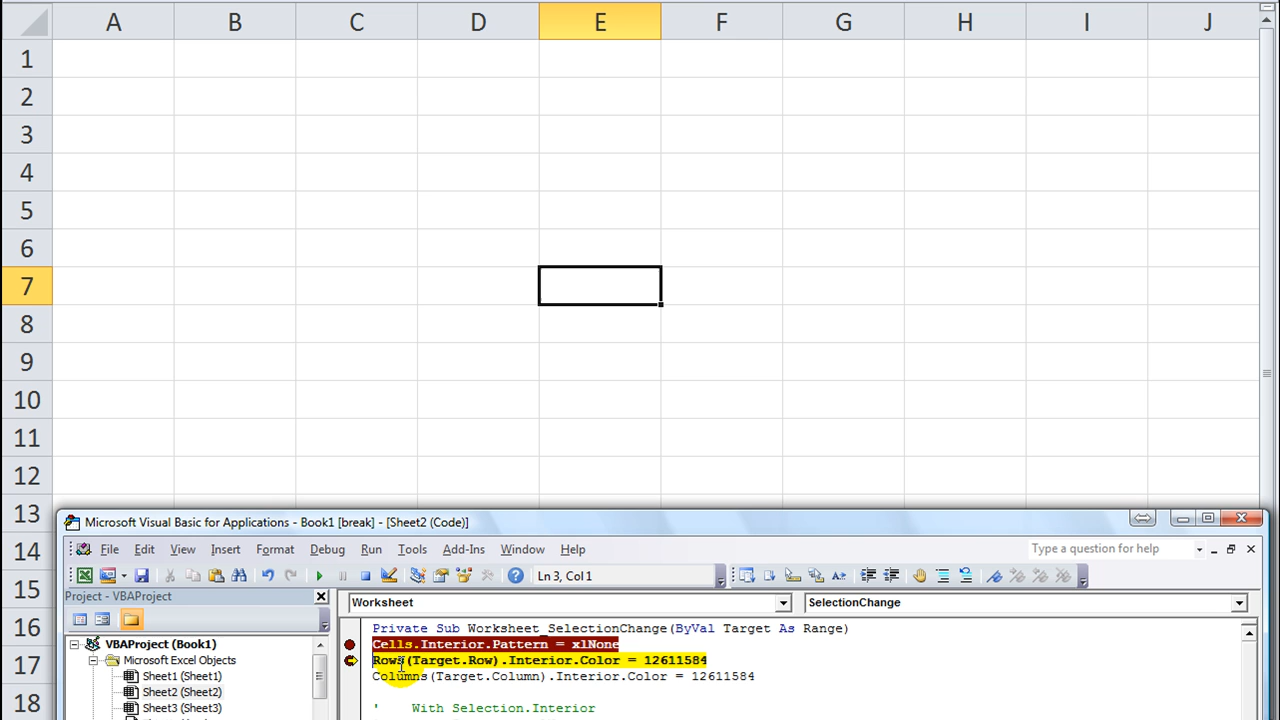 A B C D E F G H I J
1
2
3
4
5
6
7
8
9
10
11
12
13
14
15
16
17
18
Microsoft Visual Basic for Applications - Book1 [break] - [Sheet2 (Code)]
File Edit View Insert Format Debug Run Tools Add-Ins Window Help Type a question for help
Ln 3, Col 1
Project - VBAProject
Worksheet SelectionChange
VBAProject (Book1)
Microsoft Excel Objects
Sheet1 (Sheet1)
Sheet2 (Sheet2)
Sheet3 (Sheet3)
Private Sub Worksheet_SelectionChange(ByVal Target As Range)
Cells.Interior.Pattern = xlNone
Rows(Target.Row).Interior.Color = 12611584
Columns(Target.Column).Interior.Color = 12611584
' With Selection.Interior